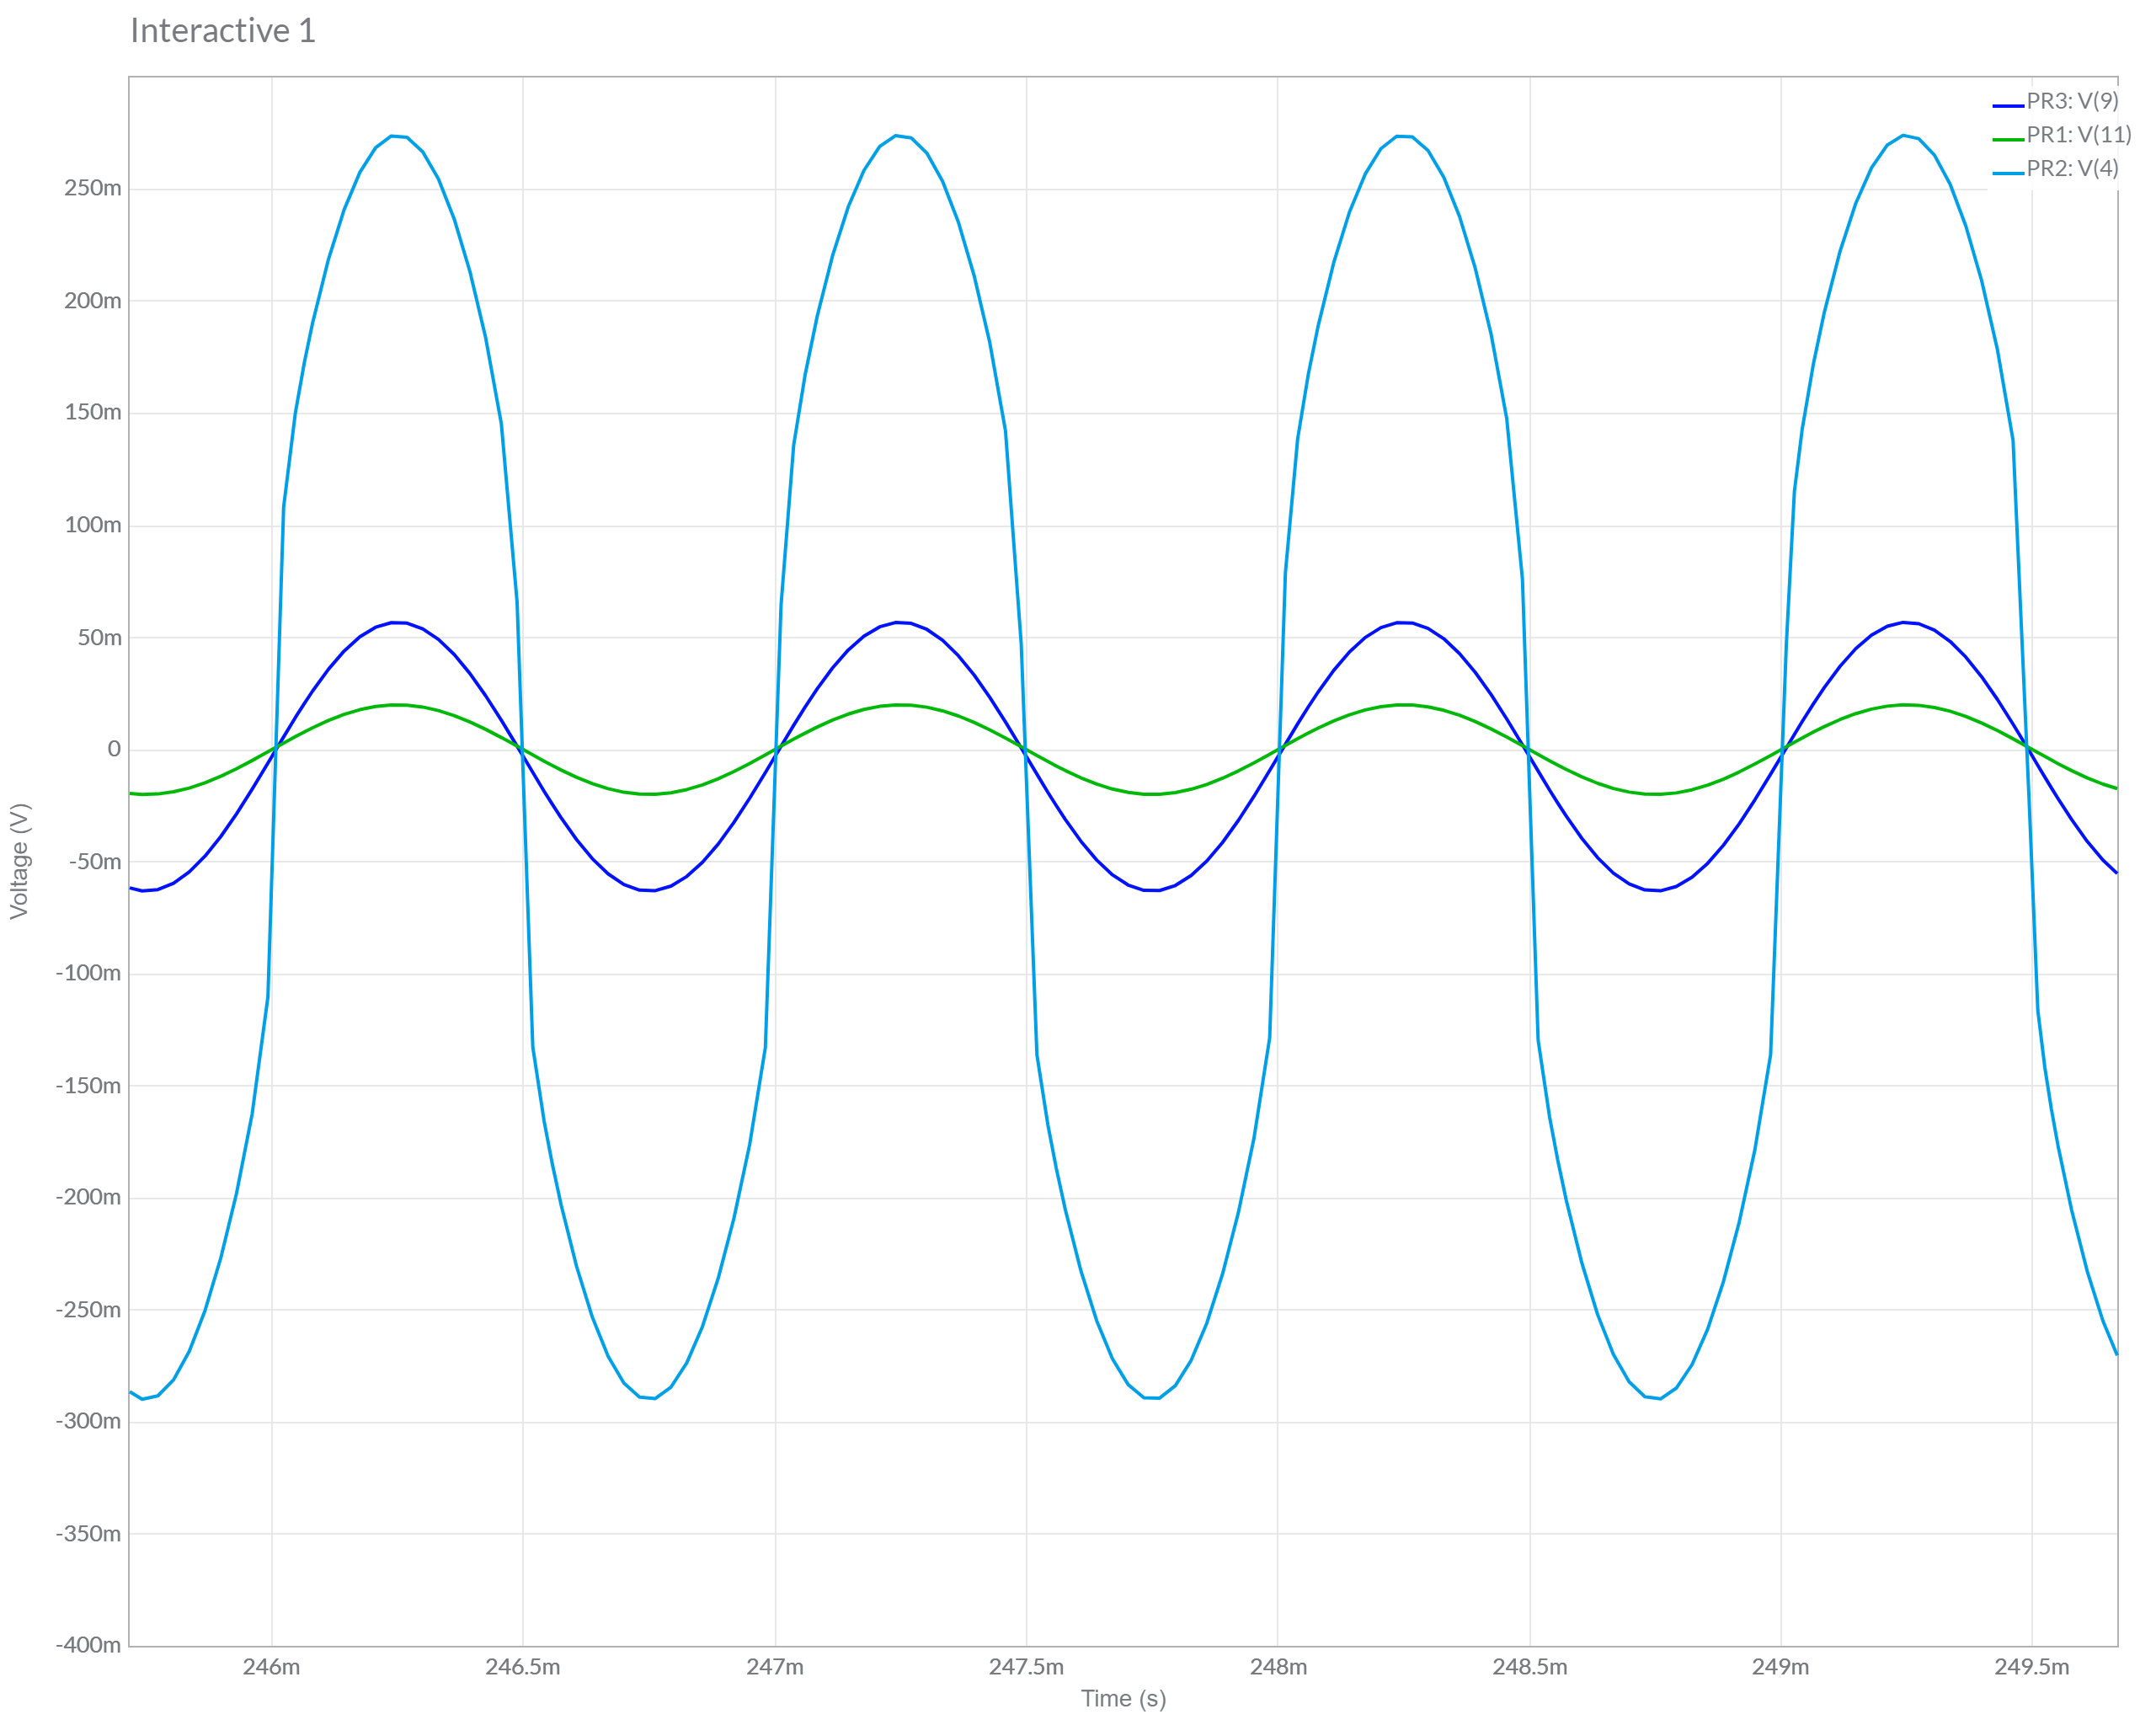 Interactive 1
PR3: V(9)
PR1: V(11)
PR2: V(4)
250m
200m
150m
100m
50m
0
-50m
-100m
-150m
-200m
-250m
-300m
-350m
-400m
Voltage (V)
246m 246.5m 247m 247.5m 248m 248.5m 249m 249.5m
Time (s)